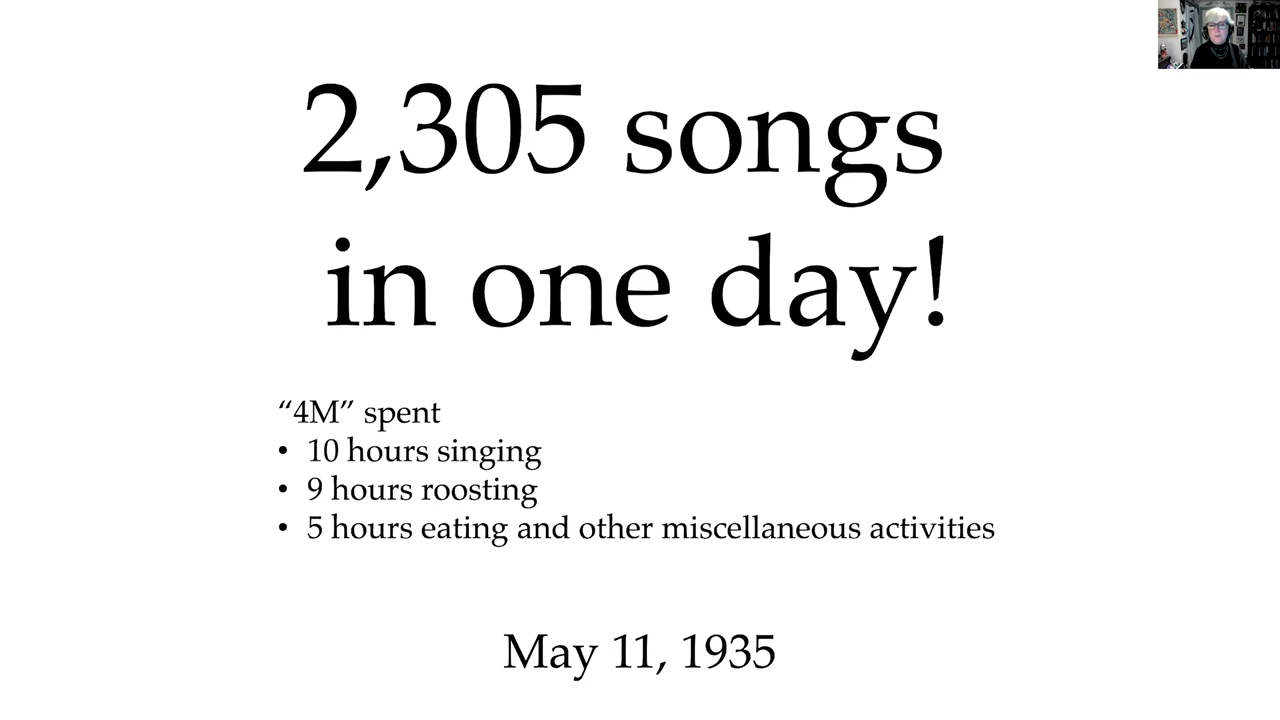 2,305 songs
in one day!
“4M” spent
• 10 hours singing
• 9 hours roosting
• 5 hours eating and other miscellaneous activities
May 11, 1935